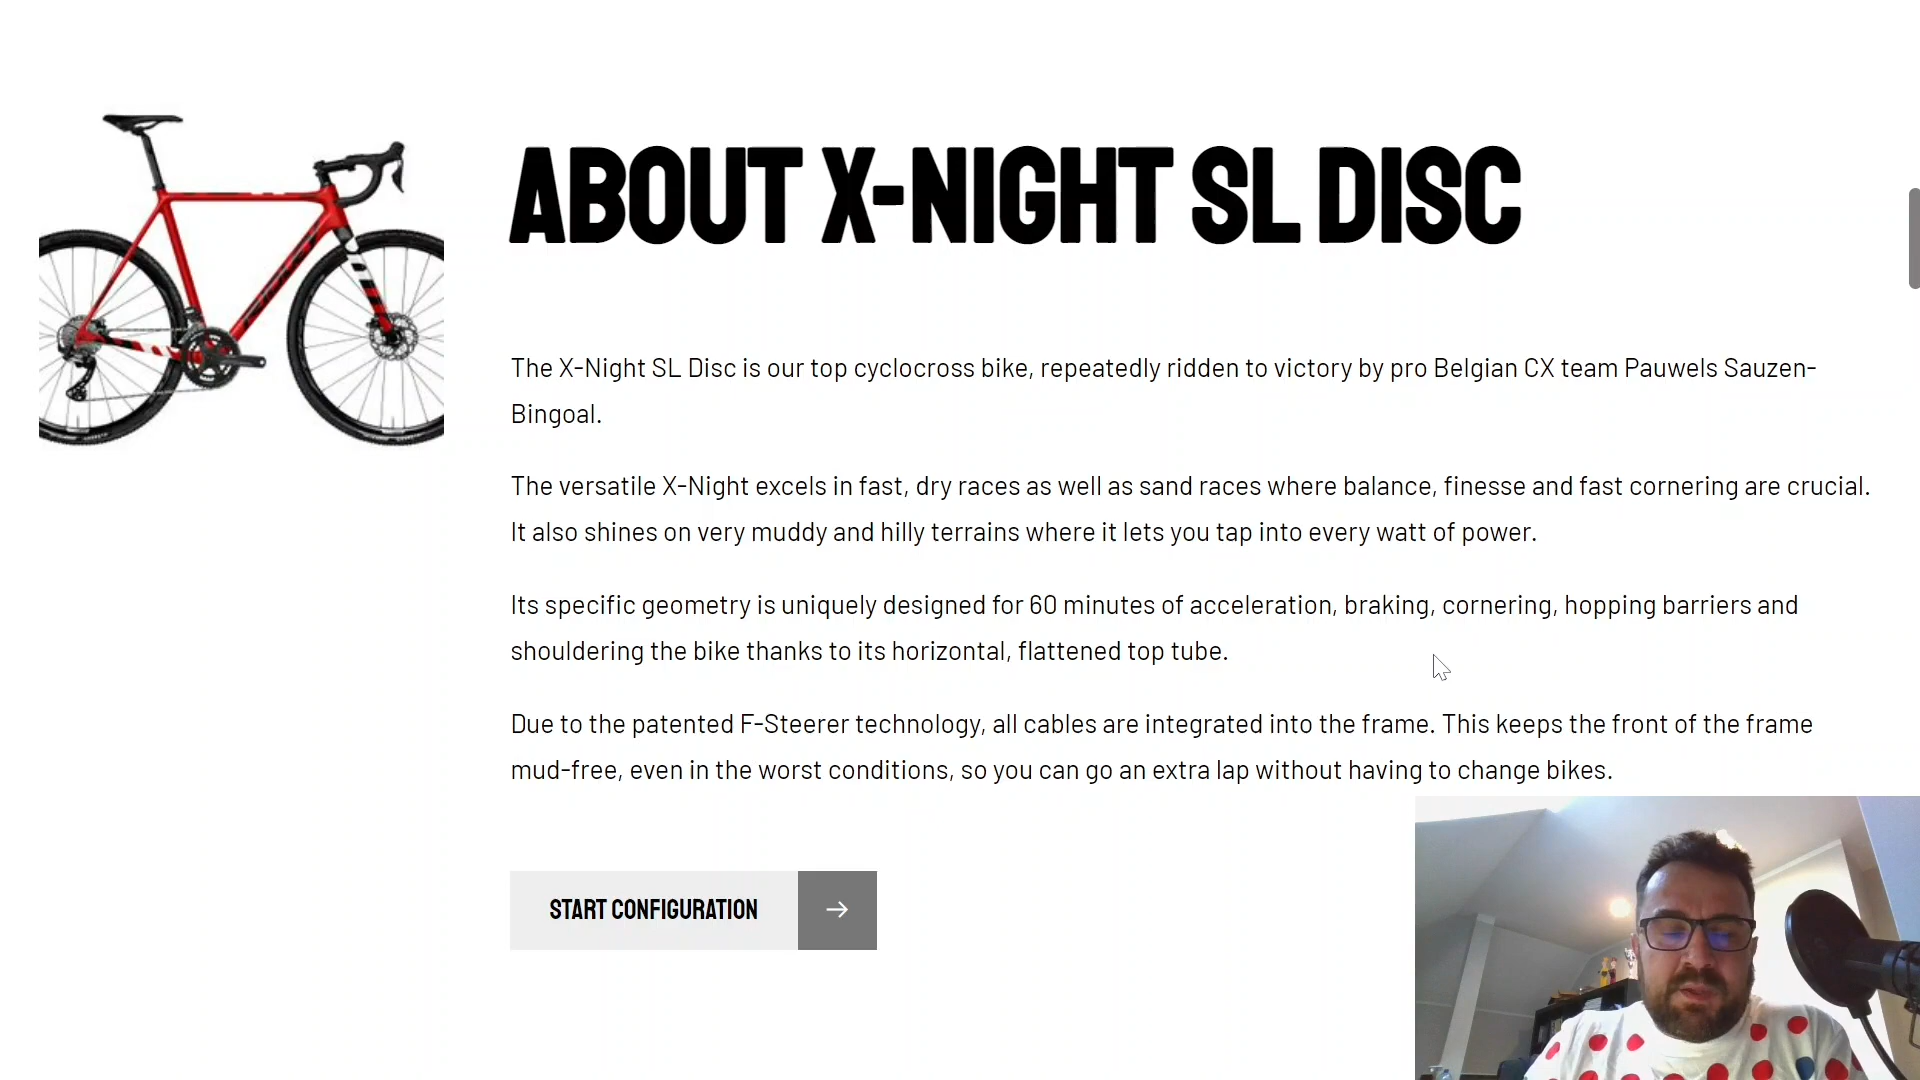 ABOUT X-NIGHT SL DISC
The X-Night SL Disc is our top cyclocross bike, repeatedly ridden to victory by pro Belgian CX team Pauwels Sauzen-
Bingoal.
The versatile X-Night excels in fast, dry races as well as sand races where balance, finesse and fast cornering are crucial.
It also shines on very muddy and hilly terrains where it lets you tap into every watt of power.
Its specific geometry is uniquely designed for 60 minutes of acceleration, braking, cornering, hopping barriers and
shouldering the bike thanks to its horizontal, flattened top tube.
Due to the patented F-Steerer technology, all cables are integrated into the frame. This keeps the front of the frame
mud-free, even in the worst conditions, so you can go an extra lap without having to change bikes.
START CONFIGURATION